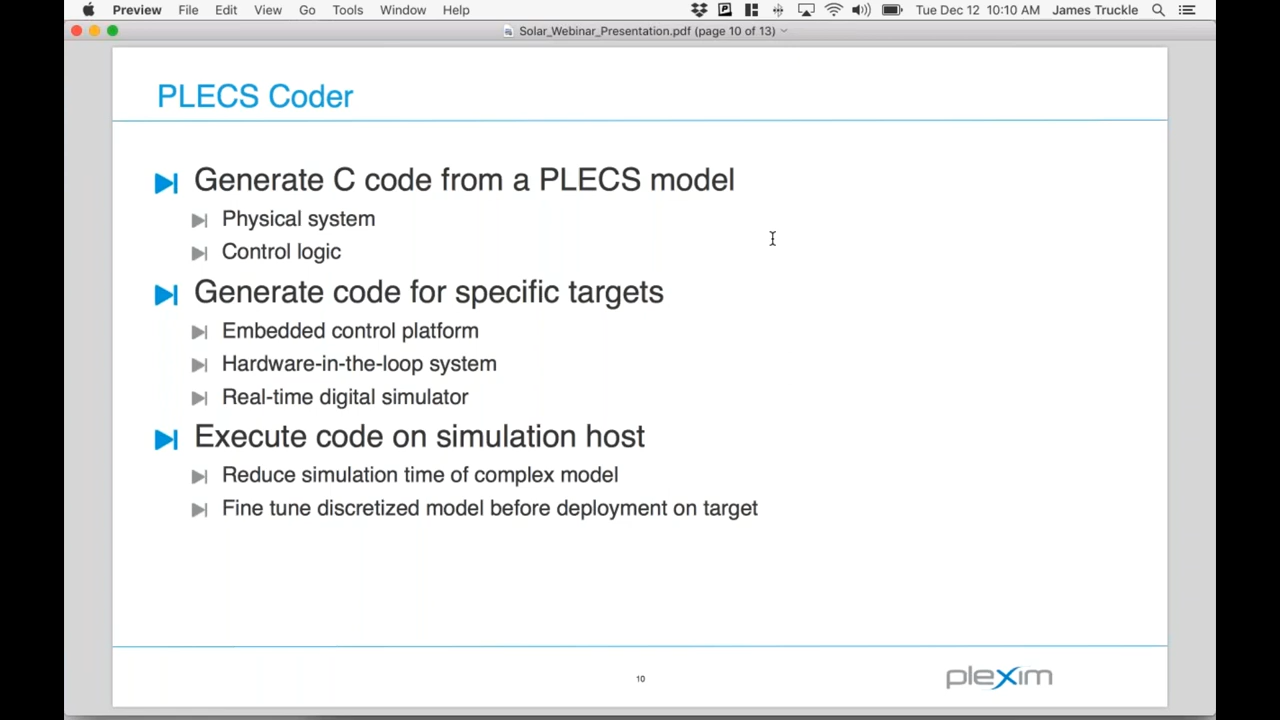 Preview File Edit View Go Tools Window Help Tue Dec 12 10:10 AM James Truckle
Solar_Webinar_Presentation.pdf (page 10 of 13)
PLECS Coder
Generate C code from a PLECS model
Physical system
Control logic
Generate code for specific targets
Embedded control platform
Hardware-in-the-loop system
Real-time digital simulator
Execute code on simulation host
Reduce simulation time of complex model
Fine tune discretized model before deployment on target
10
plexim